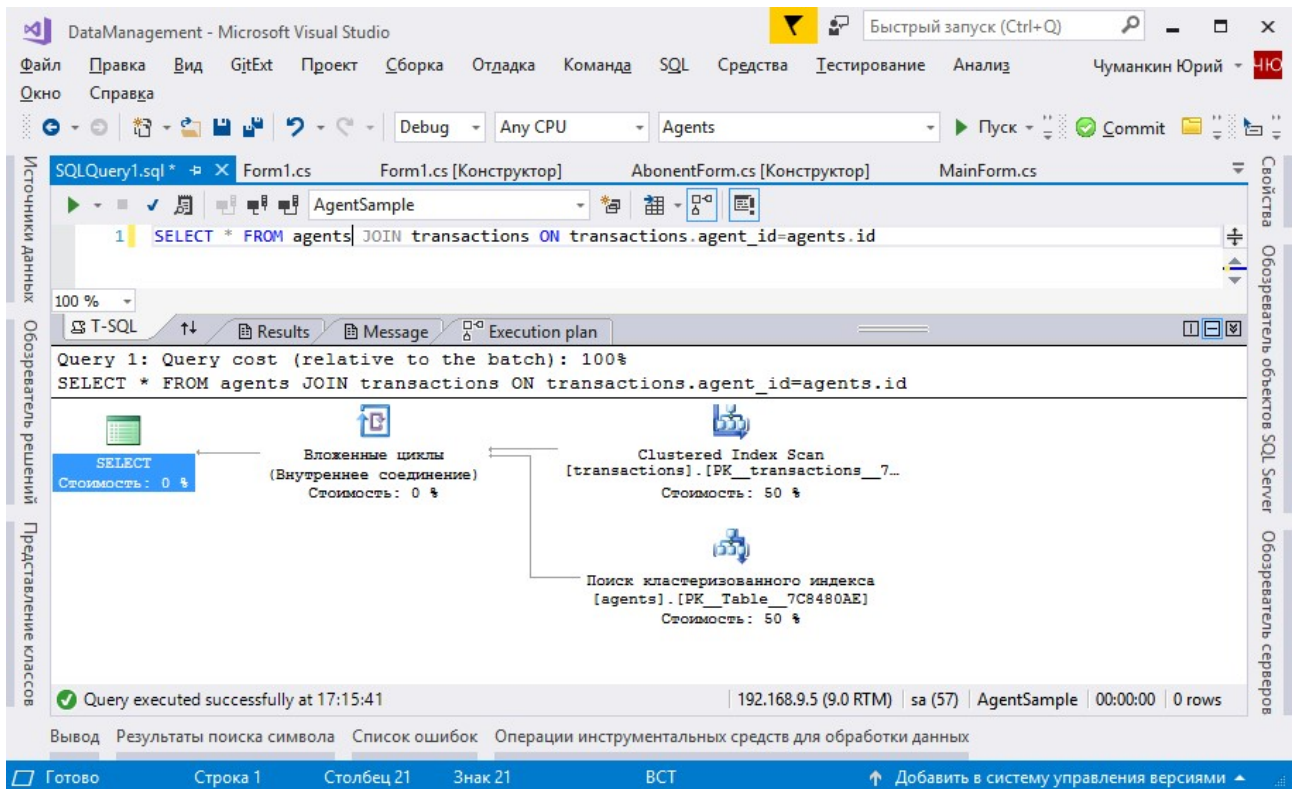 DataManagement - Microsoft Visual Studio
Быстрый запуск (Ctrl+Q)
Файл Правка Вид GitExt Проект Сборка Отладка Команда SQL Средства Тестирование Анализ Чуманкин Юрий ЧЮ
Окно Справка
Debug Any CPU Agents Пуск Commit
SQLQuery1.sql* Form1.cs Form1.cs [Конструктор] AbonentForm.cs [Конструктор] MainForm.cs
AgentSample
1 SELECT * FROM agents JOIN transactions ON transactions.agent_id=agents.id
100 %
T-SQL Results Message Execution plan
Query 1: Query cost (relative to the batch): 100%
SELECT * FROM agents JOIN transactions ON transactions.agent_id=agents.id
SELECT
Стоимость: 0 %
Вложенные циклы
(Внутреннее соединение)
Стоимость: 0 %
Clustered Index Scan
[transactions].[PK__transactions__7…
Стоимость: 50 %
Поиск кластеризованного индекса
[agents].[PK__Table__7C8480AE]
Стоимость: 50 %
Query executed successfully at 17:15:41
192.168.9.5 (9.0 RTM) sa (57) AgentSample 00:00:00 0 rows
Источники данных
Обозреватель решений
Представление классов
Свойства
Обозреватель объектов SQL Server
Обозреватель серверов
Вывод Результаты поиска символа Список ошибок Операции инструментальных средств для обработки данных
Готово Строка 1 Столбец 21 Знак 21 ВСТ Добавить в систему управления версиями